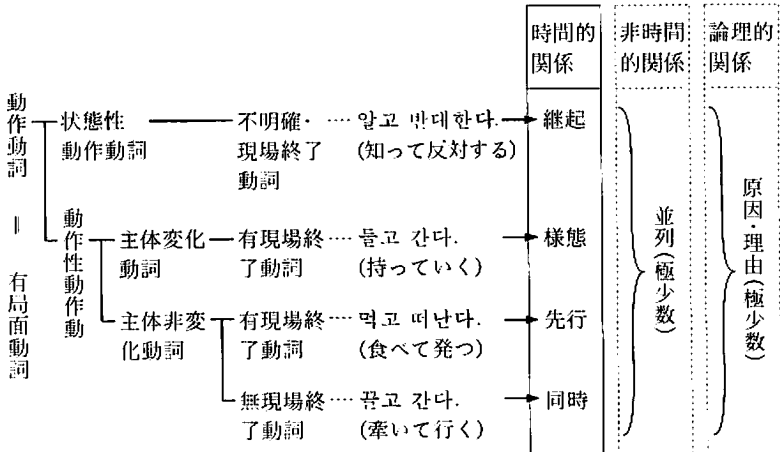 時間的関係
非時間的関係
論理的関係
動作動詞 ＝ 有局面動詞
状態性
動作動詞
不明確・
現場終了
動詞
… 알고 반대한다.
(知って反対する)
継起
動作性動作動
主体変化
動詞
有現場終
了動詞
… 들고 간다.
(持っていく)
様態
主体非変
化動詞
有現場終
了動詞
… 먹고 떠난다.
(食べて発つ)
先行
無現場終
了動詞
… 끌고 간다.
(牽いて行く)
同時
並列(極少数)
原因・理由(極少数)